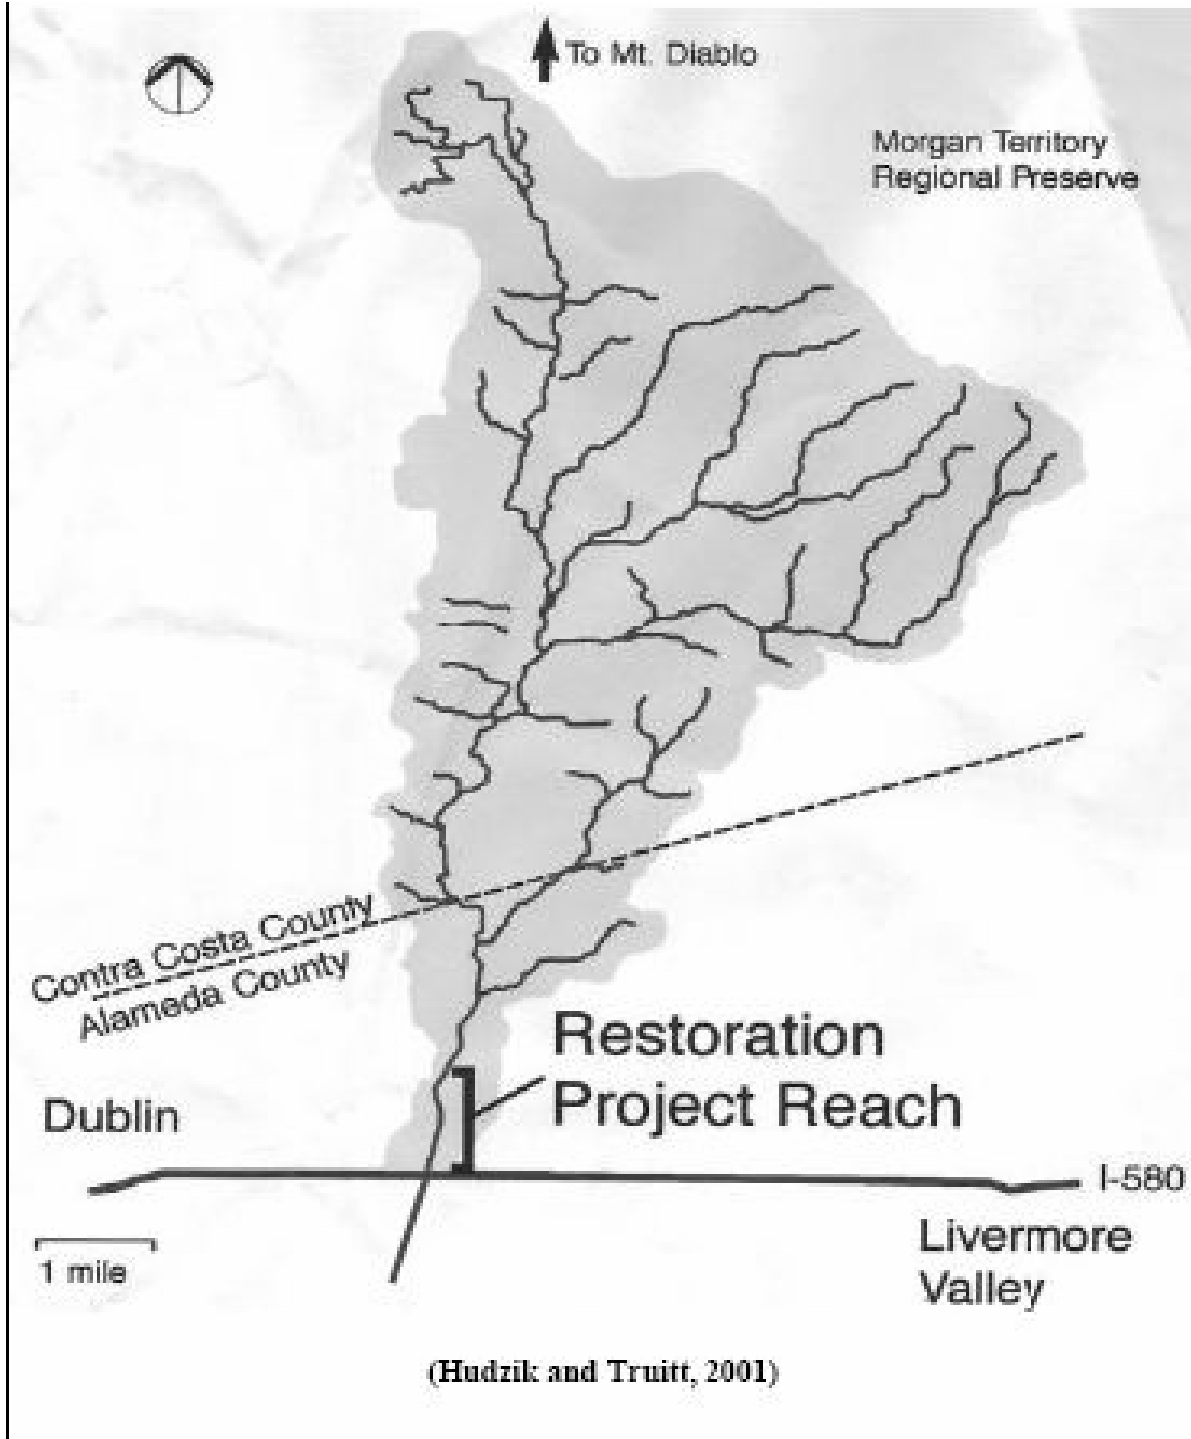 To Mt. Diablo
Morgan Territory
Regional Preserve
Contra Costa County
Alameda County
Restoration
Project Reach
Dublin
I-580
1 mile
Livermore
Valley
(Hudzik and Truitt, 2001)